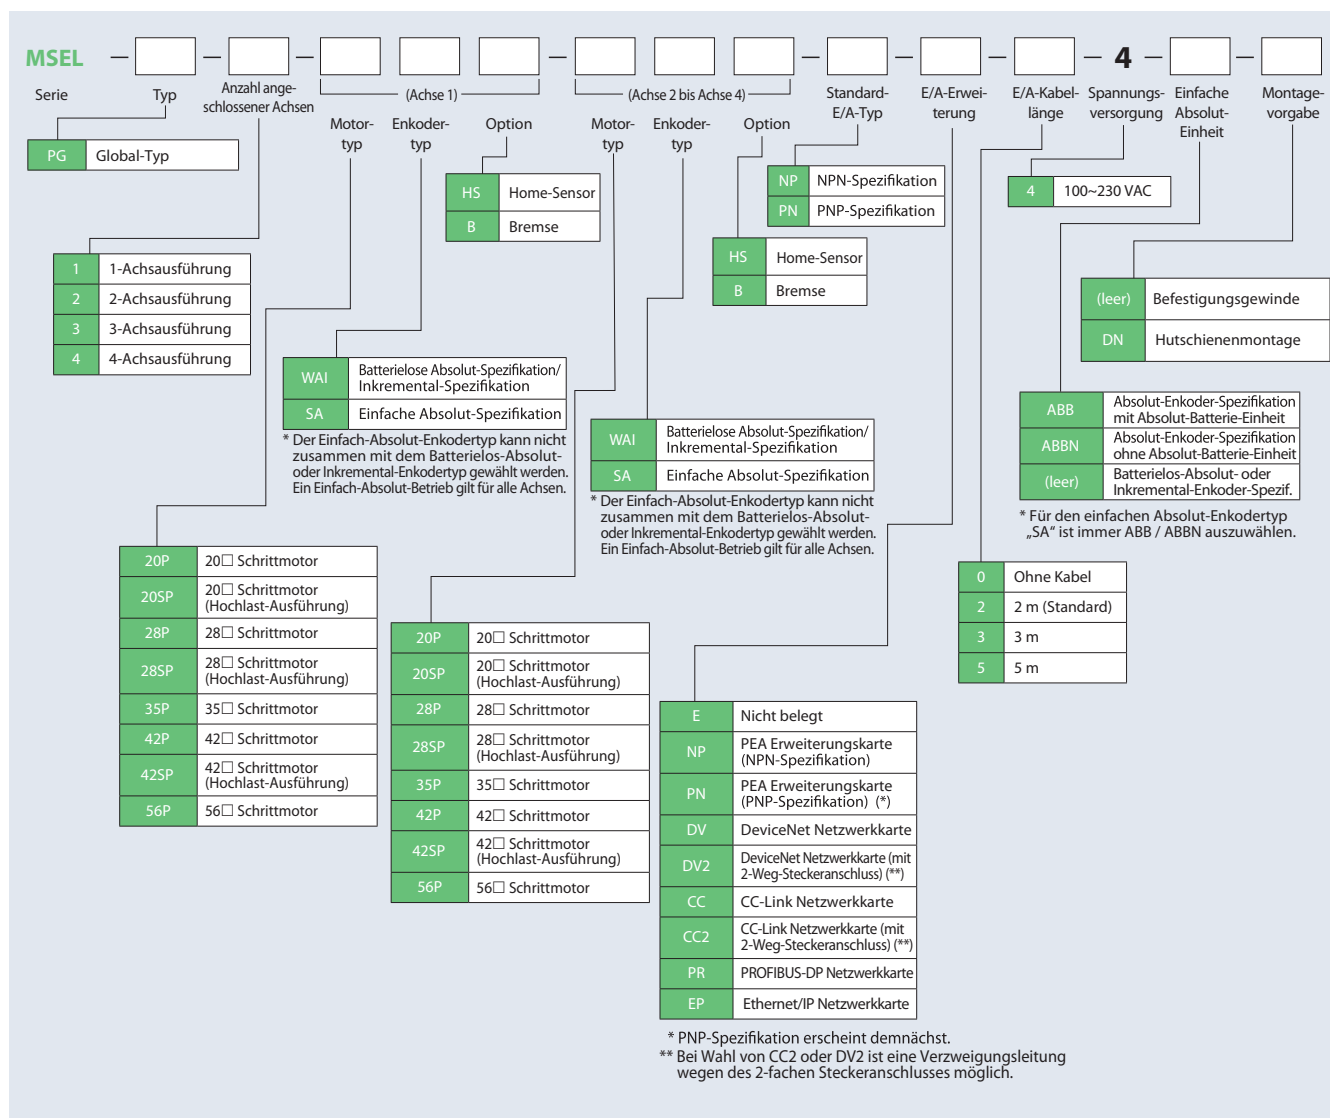 MSEL – – – – – – – 4 – –
Serie
Typ
Anzahl ange-
schlossener Achsen
(Achse 1)
(Achse 2 bis Achse 4)
Standard-
E/A-Typ
E/A-Erwei-
terung
E/A-Kabel-
länge
Spannungs-
versorgung
Einfache
Absolut-
Einheit
Montage-
vorgabe
Motor-
typ
Enkoder-
typ
Option
Motor-
typ
Enkoder-
typ
Option
PG Global-Typ
HS Home-Sensor
B Bremse
NP NPN-Spezifikation
PN PNP-Spezifikation
4 100~230 VAC
1 1-Achsausführung
2 2-Achsausführung
3 3-Achsausführung
4 4-Achsausführung
HS Home-Sensor
B Bremse
(leer) Befestigungsgewinde
DN Hutschienenmontage
WAI Batterielose Absolut-Spezifikation/
Inkremental-Spezifikation
SA Einfache Absolut-Spezifikation
* Der Einfach-Absolut-Enkodertyp kann nicht
zusammen mit dem Batterielos-Absolut-
oder Inkremental-Enkodertyp gewählt werden.
Ein Einfach-Absolut-Betrieb gilt für alle Achsen.
WAI Batterielose Absolut-Spezifikation/
Inkremental-Spezifikation
SA Einfache Absolut-Spezifikation
* Der Einfach-Absolut-Enkodertyp kann nicht
zusammen mit dem Batterielos-Absolut-
oder Inkremental-Enkodertyp gewählt werden.
Ein Einfach-Absolut-Betrieb gilt für alle Achsen.
ABB Absolut-Enkoder-Spezifikation
mit Absolut-Batterie-Einheit
ABBN Absolut-Enkoder-Spezifikation
ohne Absolut-Batterie-Einheit
(leer) Batterielos-Absolut- oder
Inkremental-Enkoder-Spezif.
* Für den einfachen Absolut-Enkodertyp
„SA“ ist immer ABB / ABBN auszuwählen.
20P 20□ Schrittmotor
20SP 20□ Schrittmotor
(Hochlast-Ausführung)
28P 28□ Schrittmotor
28SP 28□ Schrittmotor
(Hochlast-Ausführung)
35P 35□ Schrittmotor
42P 42□ Schrittmotor
42SP 42□ Schrittmotor
(Hochlast-Ausführung)
56P 56□ Schrittmotor
20P 20□ Schrittmotor
20SP 20□ Schrittmotor
(Hochlast-Ausführung)
28P 28□ Schrittmotor
28SP 28□ Schrittmotor
(Hochlast-Ausführung)
35P 35□ Schrittmotor
42P 42□ Schrittmotor
42SP 42□ Schrittmotor
(Hochlast-Ausführung)
56P 56□ Schrittmotor
0 Ohne Kabel
2 2 m (Standard)
3 3 m
5 5 m
E Nicht belegt
NP PEA Erweiterungskarte
(NPN-Spezifikation)
PN PEA Erweiterungskarte
(PNP-Spezifikation) (*)
DV DeviceNet Netzwerkkarte
DV2 DeviceNet Netzwerkkarte (mit
2-Weg-Steckeranschluss) (**)
CC CC-Link Netzwerkkarte
CC2 CC-Link Netzwerkkarte (mit
2-Weg-Steckeranschluss) (**)
PR PROFIBUS-DP Netzwerkkarte
EP Ethernet/IP Netzwerkkarte
* PNP-Spezifikation erscheint demnächst.
** Bei Wahl von CC2 oder DV2 ist eine Verzweigungsleitung
wegen des 2-fachen Steckeranschlusses möglich.